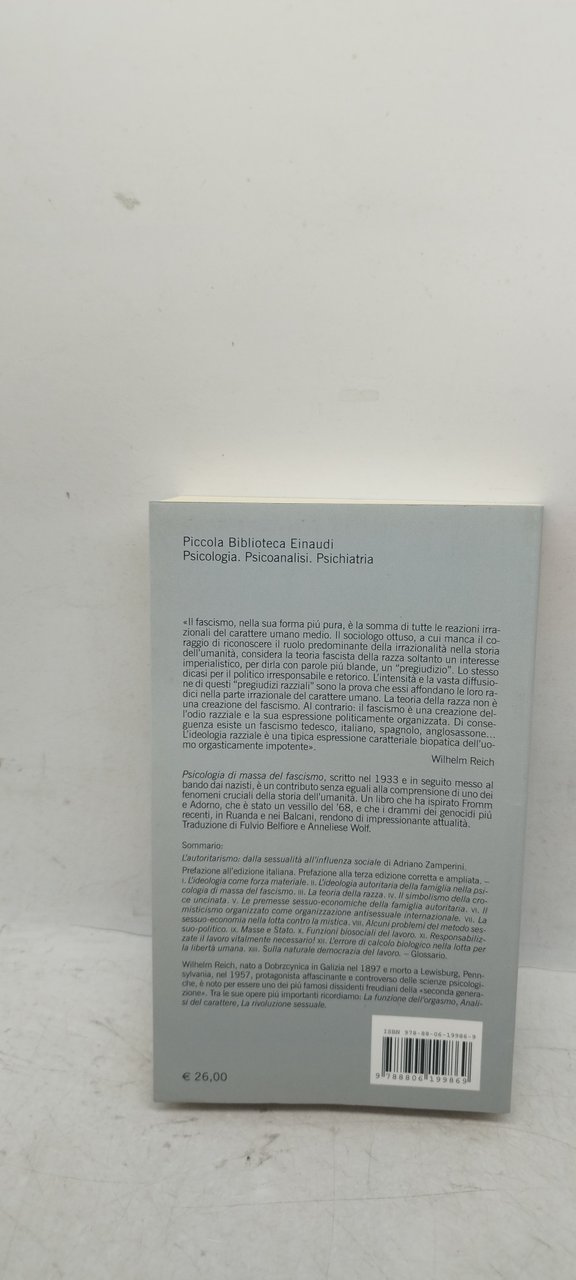 Piccola Biblioteca Einaudi
Psicologia. Psicoanalisi. Psichiatria
«Il fascismo, nella sua forma piú pura, è la somma di tutte le reazioni irra-
zionali del carattere umano medio. Il sociologo ottuso, a cui manca il co-
raggio di riconoscere il ruolo predominante della irrazionalità nella storia
dell'umanità, considera la teoria fascista della razza soltanto un interesse
imperialistico, per dirla con parole piú blande, un “pregiudizio”. Lo stesso
dicasi per il politico irresponsabile e retorico. L'intensità e la vasta diffusio-
ne di questi “pregiudizi razziali” sono la prova che essi affondano le loro ra-
dici nella parte irrazionale del carattere umano. La teoria della razza non è
una creazione del fascismo. Al contrario: il fascismo è una creazione del-
l'odio razziale e la sua espressione politicamente organizzata. Di conse-
guenza esiste un fascismo tedesco, italiano, spagnolo, anglosassone...
L'ideologia razziale è una tipica espressione caratteriale biopatica dell'uo-
mo orgasticamente impotente».
Wilhelm Reich
Psicologia di massa del fascismo, scritto nel 1933 e in seguito messo al
bando dai nazisti, è un contributo senza eguali alla comprensione di uno dei
fenomeni cruciali della storia dell'umanità. Un libro che ha ispirato Fromm
e Adorno, che è stato un vessillo del '68, e che i drammi dei genocidi piú
recenti, in Ruanda e nei Balcani, rendono di impressionante attualità.
Traduzione di Fulvio Belfiore e Anneliese Wolf.
Sommario:
L'autoritarismo: dalla sessualità all'influenza sociale di Adriano Zamperini.
Prefazione all'edizione italiana. Prefazione alla terza edizione corretta e ampliata. –
I. L'ideologia come forza materiale. II. L'ideologia autoritaria della famiglia nella psi-
cologia di massa del fascismo. III. La teoria della razza. IV. Il simbolismo della cro-
ce uncinata. V. Le premesse sessuo-economiche della famiglia autoritaria. VI. Il
misticismo organizzato come organizzazione antisessuale internazionale. VII. La
sessuo-economia nella lotta contro la mistica. VIII. Alcuni problemi del metodo ses-
suo-politico. IX. Masse e Stato. X. Funzioni biosociali del lavoro. XI. Responsabiliz-
zate il lavoro vitalmente necessario! XII. L'errore di calcolo biologico nella lotta per
la libertà umana. XIII. Sulla naturale democrazia del lavoro. – Glossario.
Wilhelm Reich, nato a Dobrzcynica in Galizia nel 1897 e morto a Lewisburg, Penn-
sylvania, nel 1957, protagonista affascinante e controverso delle scienze psicologi-
che, è noto per essere uno dei piú famosi dissidenti freudiani della «seconda genera-
zione». Tra le sue opere piú importanti ricordiamo: La funzione dell'orgasmo, Anali-
si del carattere, La rivoluzione sessuale.
ISBN 978-88-06-19986-9
9 788806 199869
€ 26,00